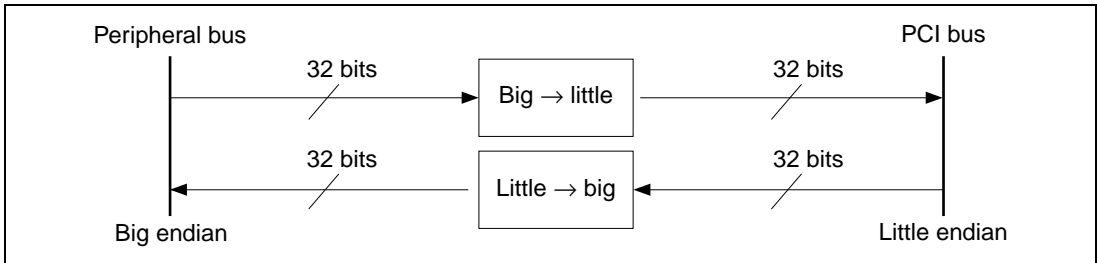 Peripheral bus
PCI bus
32 bits
32 bits
Big → little
32 bits
32 bits
Little → big
Big endian
Little endian